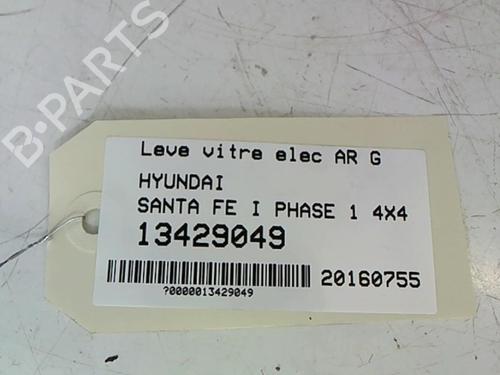 B-PARTS
Leve vitre elec AR G
HYUNDAI
SANTA FE I PHASE 1 4X4
13429049
20160755
?0000013429049